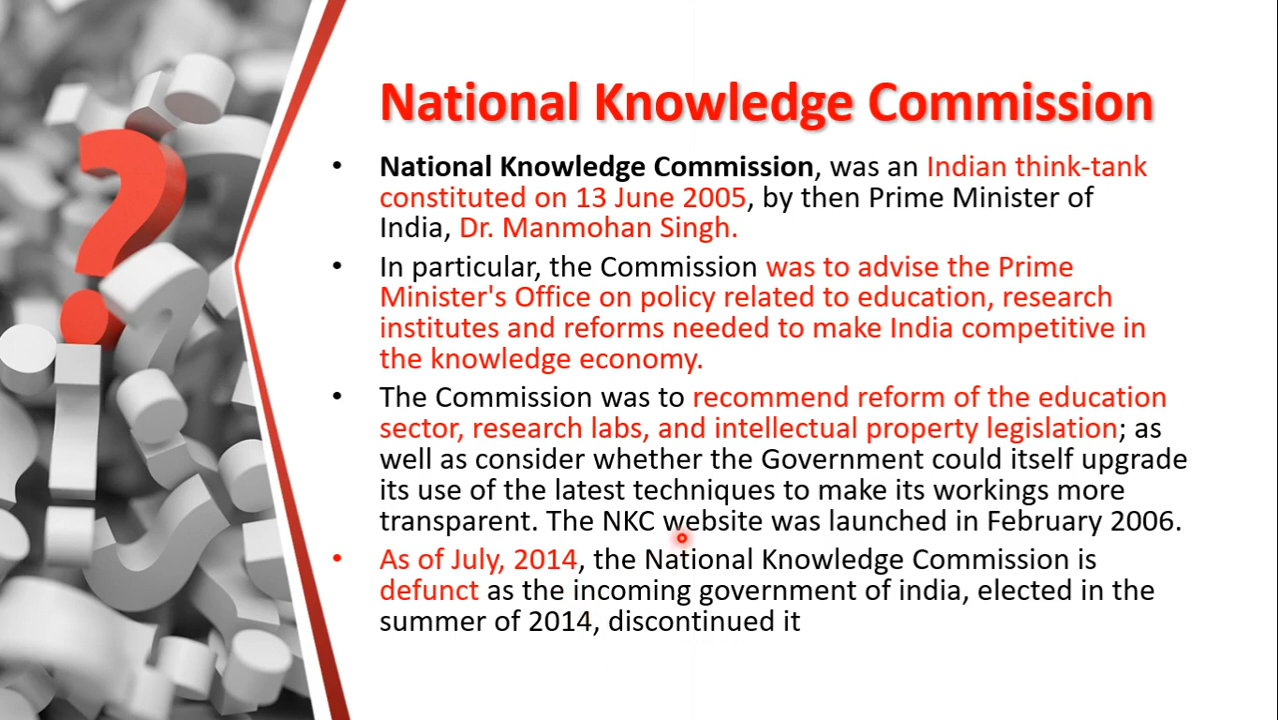 National Knowledge Commission
• National Knowledge Commission, was an Indian think-tank
constituted on 13 June 2005, by then Prime Minister of
India, Dr. Manmohan Singh.
• In particular, the Commission was to advise the Prime
Minister's Office on policy related to education, research
institutes and reforms needed to make India competitive in
the knowledge economy.
• The Commission was to recommend reform of the education
sector, research labs, and intellectual property legislation; as
well as consider whether the Government could itself upgrade
its use of the latest techniques to make its workings more
transparent. The NKC website was launched in February 2006.
• As of July, 2014, the National Knowledge Commission is
defunct as the incoming government of india, elected in the
summer of 2014, discontinued it